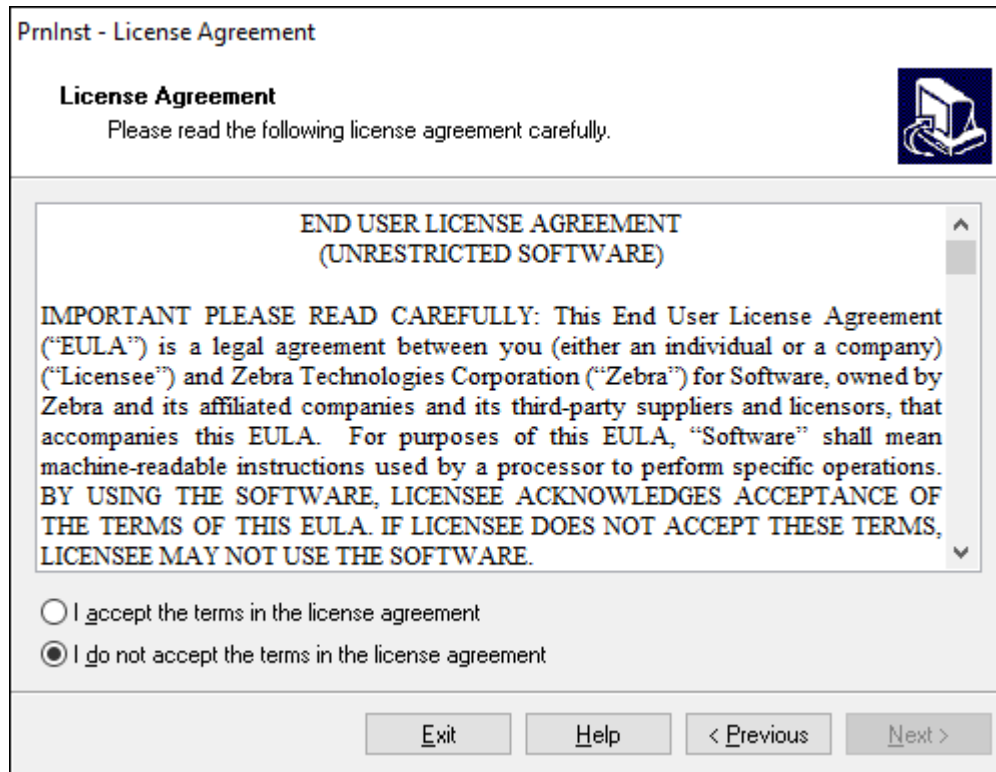 PrnInst - License Agreement
License Agreement
Please read the following license agreement carefully.
END USER LICENSE AGREEMENT
(UNRESTRICTED SOFTWARE)
IMPORTANT PLEASE READ CAREFULLY: This End User License Agreement
(“EULA”) is a legal agreement between you (either an individual or a company)
(“Licensee”) and Zebra Technologies Corporation (“Zebra”) for Software, owned by
Zebra and its affiliated companies and its third-party suppliers and licensors, that
accompanies this EULA. For purposes of this EULA, “Software” shall mean
machine-readable instructions used by a processor to perform specific operations.
BY USING THE SOFTWARE, LICENSEE ACKNOWLEDGES ACCEPTANCE OF
THE TERMS OF THIS EULA. IF LICENSEE DOES NOT ACCEPT THESE TERMS,
LICENSEE MAY NOT USE THE SOFTWARE.
I accept the terms in the license agreement
I do not accept the terms in the license agreement
Exit Help < Previous Next >